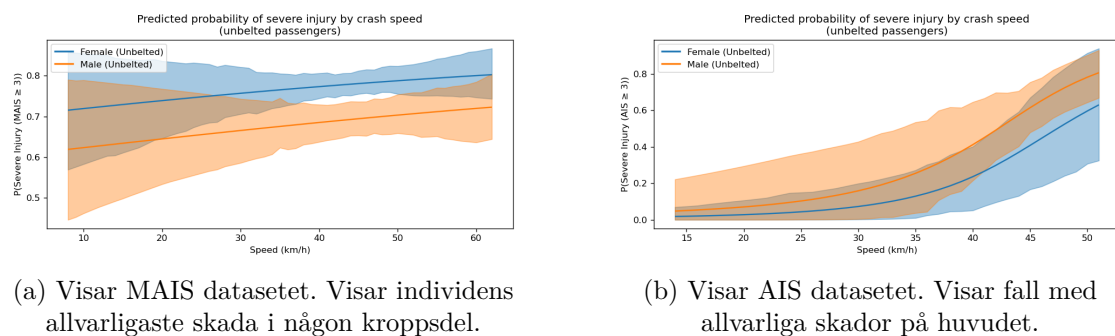 Predicted probability of severe injury by crash speed
(unbelted passengers)
Female (Unbelted)
Male (Unbelted)
P(Severe Injury (MAIS ≥ 3))
0.8
0.7
0.6
0.5
10 20 30 40 50 60
Speed (km/h)
(a) Visar MAIS datasetet. Visar individens
allvarligaste skada i någon kroppsdel.
Predicted probability of severe injury by crash speed
(unbelted passengers)
Female (Unbelted)
Male (Unbelted)
P(Severe Injury (AIS ≥ 3))
0.8
0.6
0.4
0.2
0.0
15 20 25 30 35 40 45 50
Speed (km/h)
(b) Visar AIS datasetet. Visar fall med
allvarliga skador på huvudet.